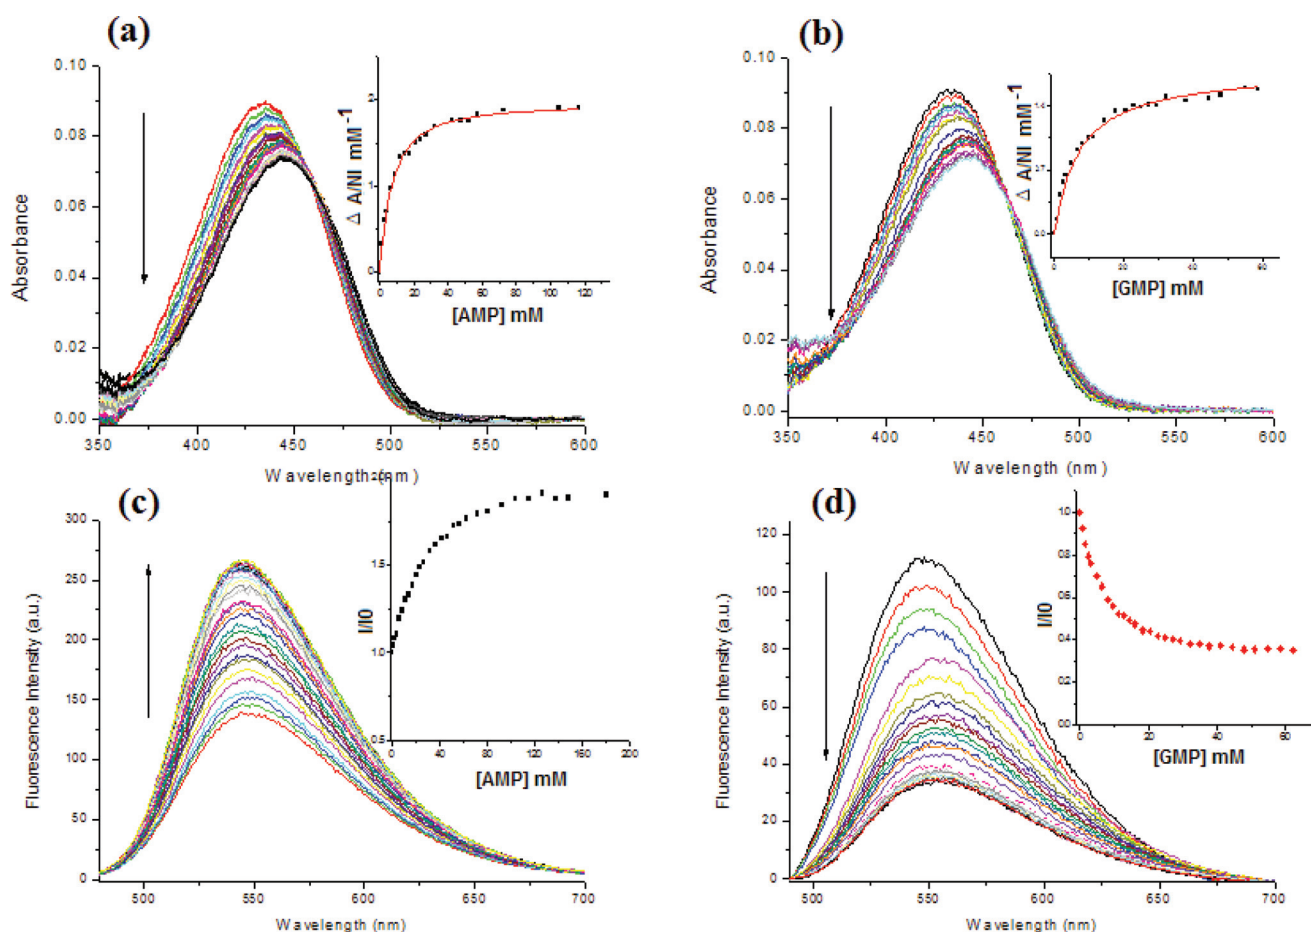 (a)
0.10
0.08
0.06
0.04
0.02
0.00
Absorbance
350 400 450 500 550 600
Wavelength (nm)
2
1
0
Δ A/NI mM-1
0 20 40 60 80 100 120
[AMP] mM
(b)
0.10
0.08
0.06
0.04
0.02
0.00
Absorbance
350 400 450 500 550 600
Wavelength (nm)
1.4
0.7
0.0
Δ A/NI mM-1
0 20 40 60
[GMP] mM
(c)
300
250
200
150
100
50
0
Fluorescence Intensity (a.u.)
500 550 600 650 700
Wavelength (nm)
2.0
1.5
1.0
0.5
I/I0
0 40 80 120 160 200
[AMP] mM
(d)
120
100
80
60
40
20
0
Fluorescence Intensity (a.u.)
500 550 600 650 700
Wavelength (nm)
1.0
0.8
0.6
0.4
0.2
0.0
I/I0
0 20 40 60
[GMP] mM